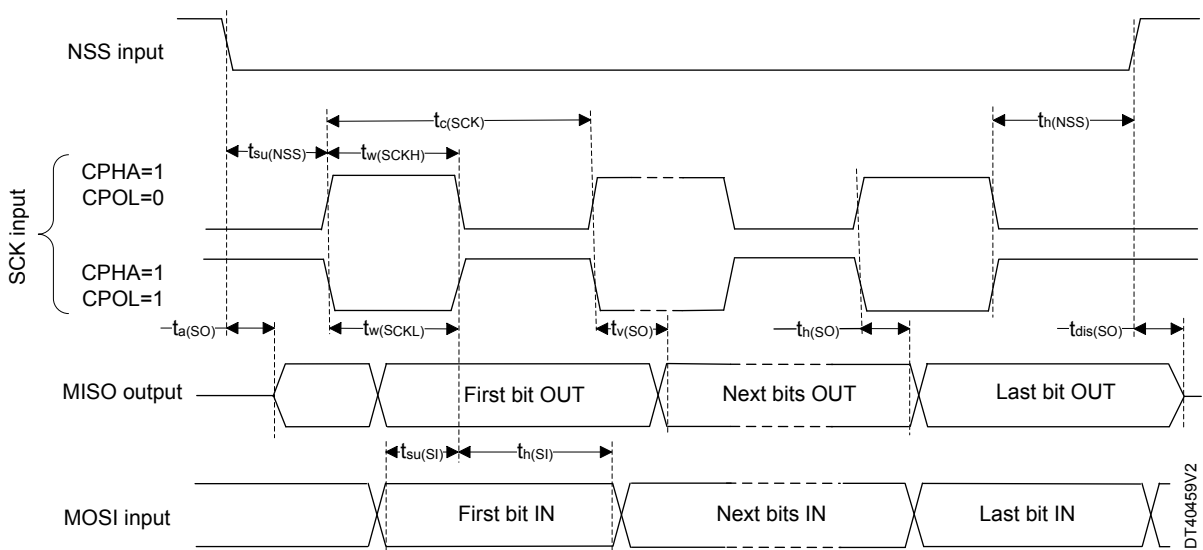 NSS input
tc(SCK)
th(NSS)
tsu(NSS)
tw(SCKH)
CPHA=1
CPOL=0
SCK input
CPHA=1
CPOL=1
ta(SO)
tw(SCKL)
tv(SO)
th(SO)
tdis(SO)
MISO output
First bit OUT
Next bits OUT
Last bit OUT
tsu(SI)
th(SI)
MOSI input
First bit IN
Next bits IN
Last bit IN
DT40459V2